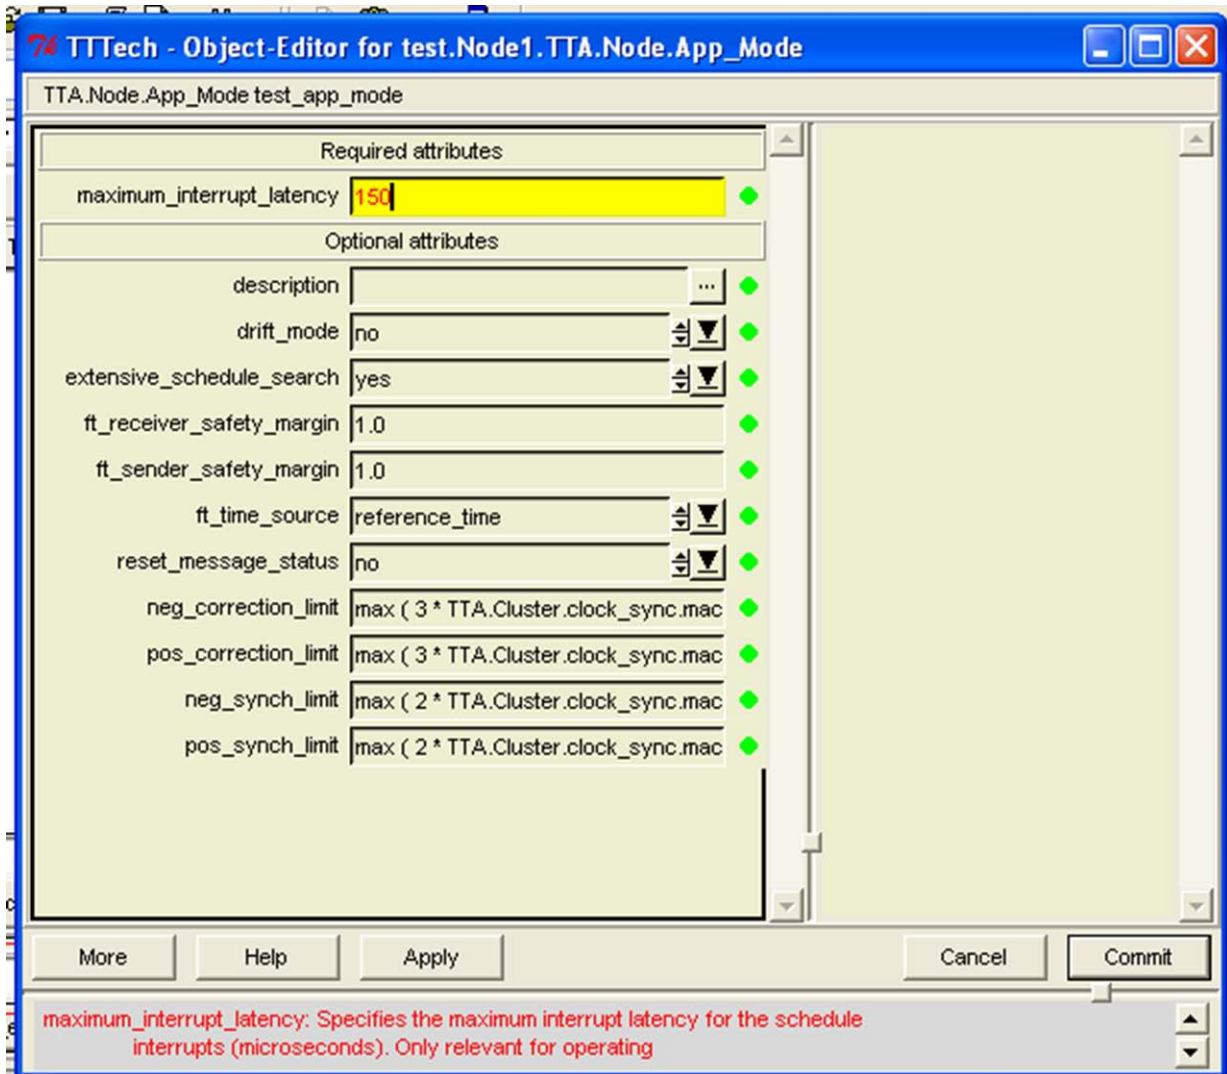 TTTech - Object-Editor for test.Node1.TTA.Node.App_Mode
TTA.Node.App_Mode test_app_mode
Required attributes
maximum_interrupt_latency 150
Optional attributes
description ...
drift_mode no
extensive_schedule_search yes
ft_receiver_safety_margin 1.0
ft_sender_safety_margin 1.0
ft_time_source reference_time
reset_message_status no
neg_correction_limit max ( 3 * TTA.Cluster.clock_sync.mac
pos_correction_limit max ( 3 * TTA.Cluster.clock_sync.mac
neg_synch_limit max ( 2 * TTA.Cluster.clock_sync.mac
pos_synch_limit max ( 2 * TTA.Cluster.clock_sync.mac
More Help Apply Cancel Commit
maximum_interrupt_latency: Specifies the maximum interrupt latency for the schedule
interrupts (microseconds). Only relevant for operating